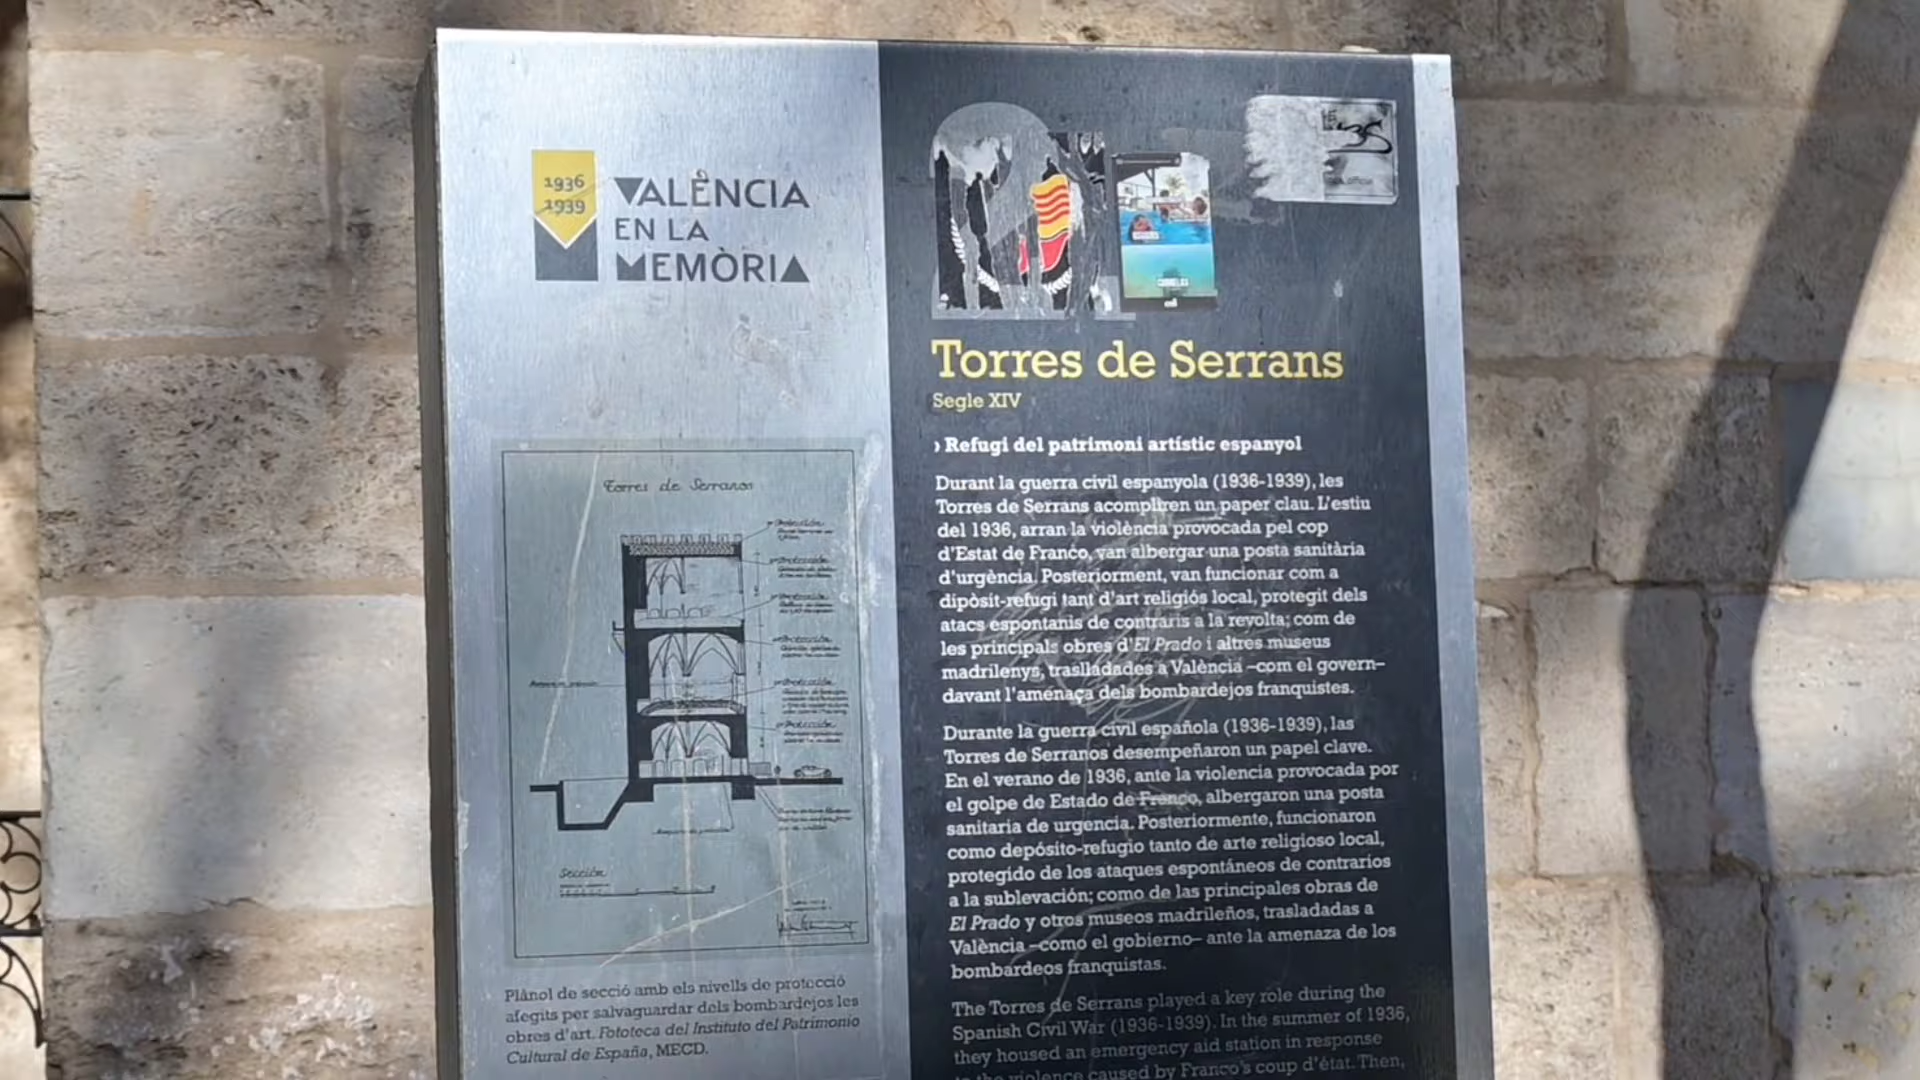 1936
1939
VALÈNCIA
EN LA
MEMÒRIA
Torres de Serranos
Sección
Plànol de secció amb els nivells de protecció
afegits per salvaguardar dels bombardejos les
obres d'art. Fototeca del Instituto del Patrimonio
Cultural de España, MECD.
Torres de Serrans
Segle XIV
› Refugi del patrimoni artístic espanyol
Durant la guerra civil espanyola (1936-1939), les
Torres de Serrans acompliren un paper clau. L'estiu
del 1936, arran la violència provocada pel cop
d'Estat de Franco, van albergar una posta sanitària
d'urgència. Posteriorment, van funcionar com a
dipòsit-refugi tant d'art religiós local, protegit dels
atacs espontanis de contraris a la revolta; com de
les principals obres d'El Prado i altres museus
madrilenys, traslladades a València –com el govern–
davant l'amenaça dels bombardejos franquistes.
Durante la guerra civil española (1936-1939), las
Torres de Serranos desempeñaron un papel clave.
En el verano de 1936, ante la violencia provocada por
el golpe de Estado de Franco, albergaron una posta
sanitaria de urgencia. Posteriormente, funcionaron
como depósito-refugio tanto de arte religioso local,
protegido de los ataques espontáneos de contrarios
a la sublevación; como de las principales obras de
El Prado y otros museos madrileños, trasladadas a
València –como el gobierno– ante la amenaza de los
bombardeos franquistas.
The Torres de Serrans played a key role during the
Spanish Civil War (1936-1939). In the summer of 1936,
they housed an emergency aid station in response
to the violence caused by Franco's coup d'état. Then,